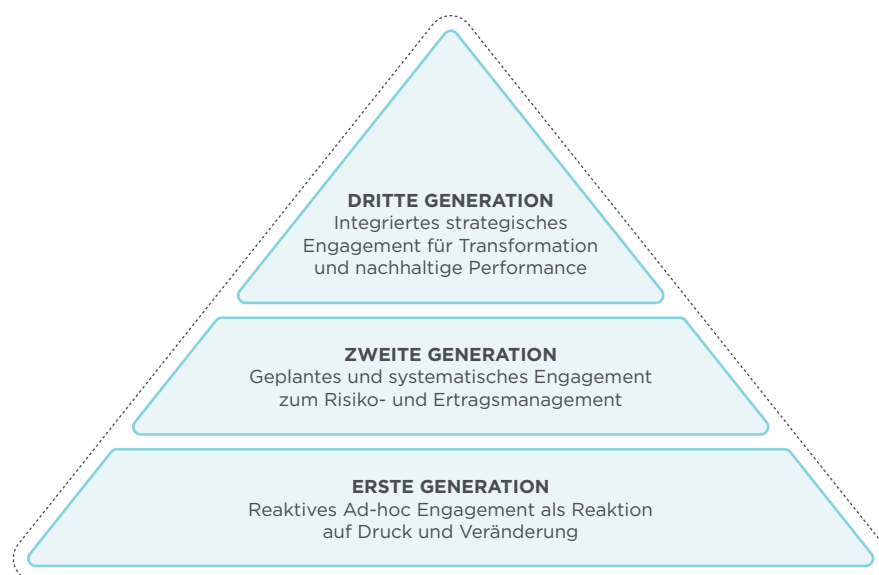 DRITTE GENERATION
Integriertes strategisches
Engagement für Transformation
und nachhaltige Performance
ZWEITE GENERATION
Geplantes und systematisches Engagement
zum Risiko- und Ertragsmanagement
ERSTE GENERATION
Reaktives Ad-hoc Engagement als Reaktion
auf Druck und Veränderung